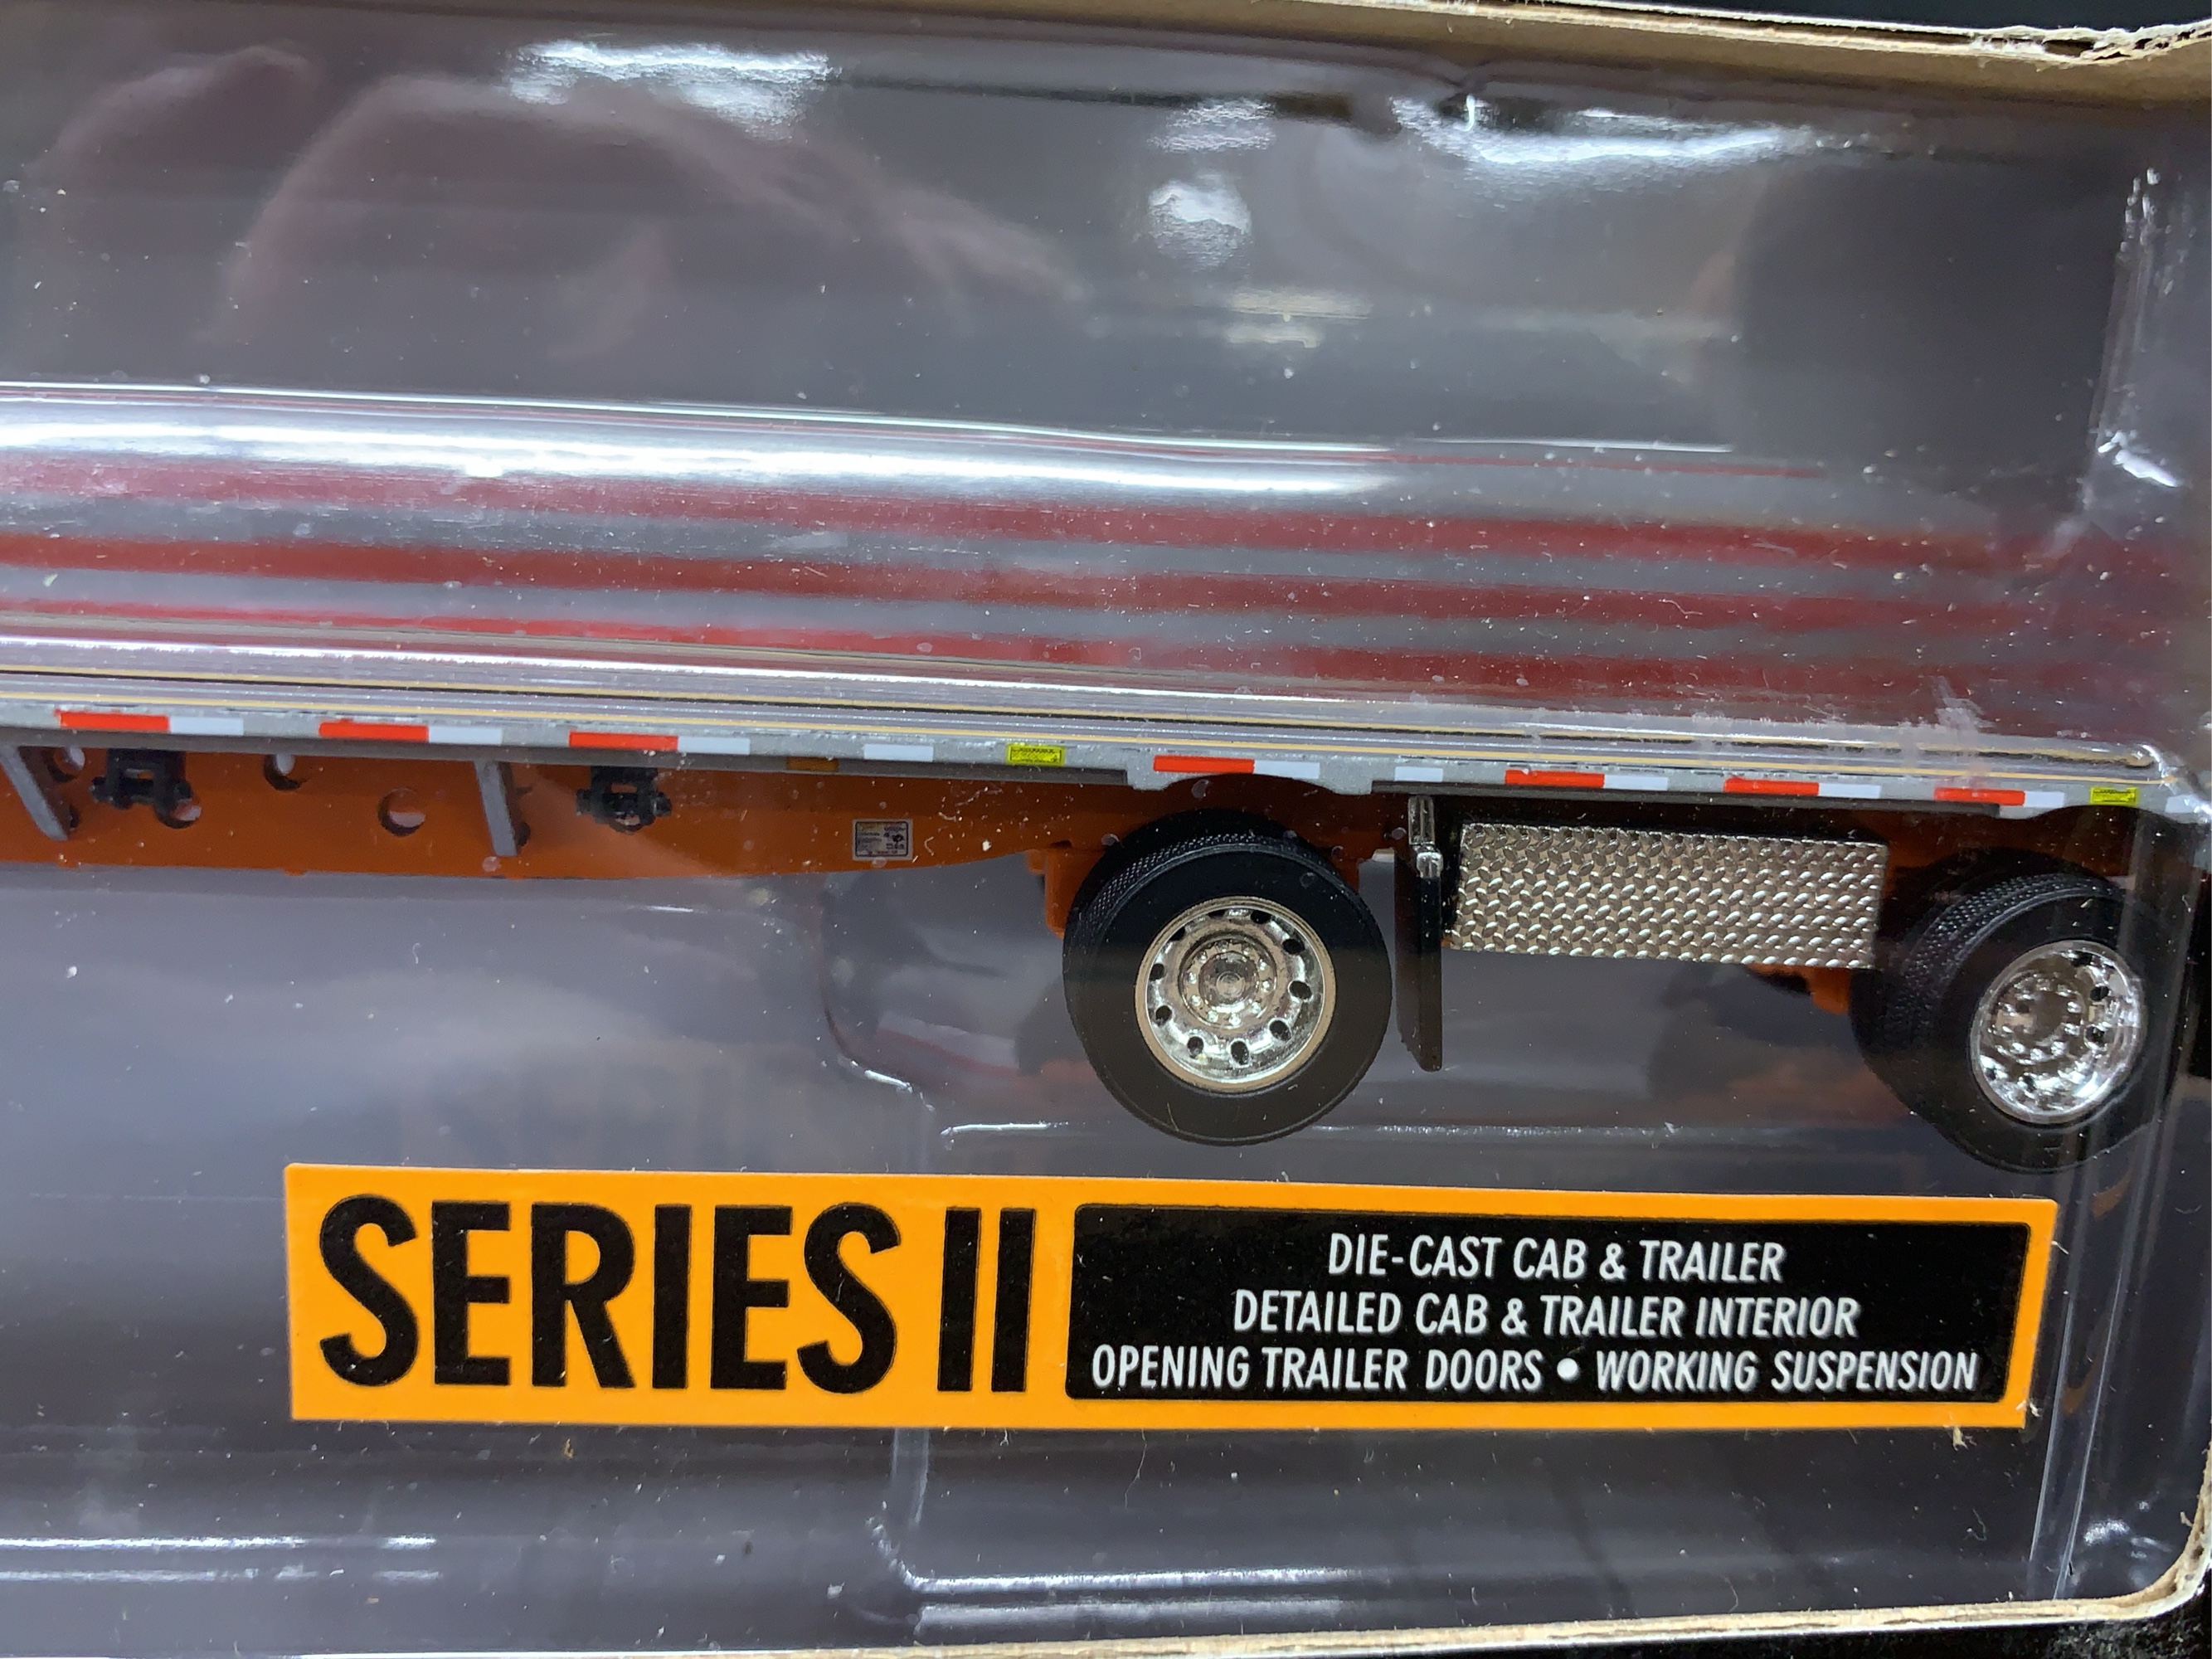 SERIES II
DIE-CAST CAB & TRAILER
DETAILED CAB & TRAILER INTERIOR
OPENING TRAILER DOORS • WORKING SUSPENSION